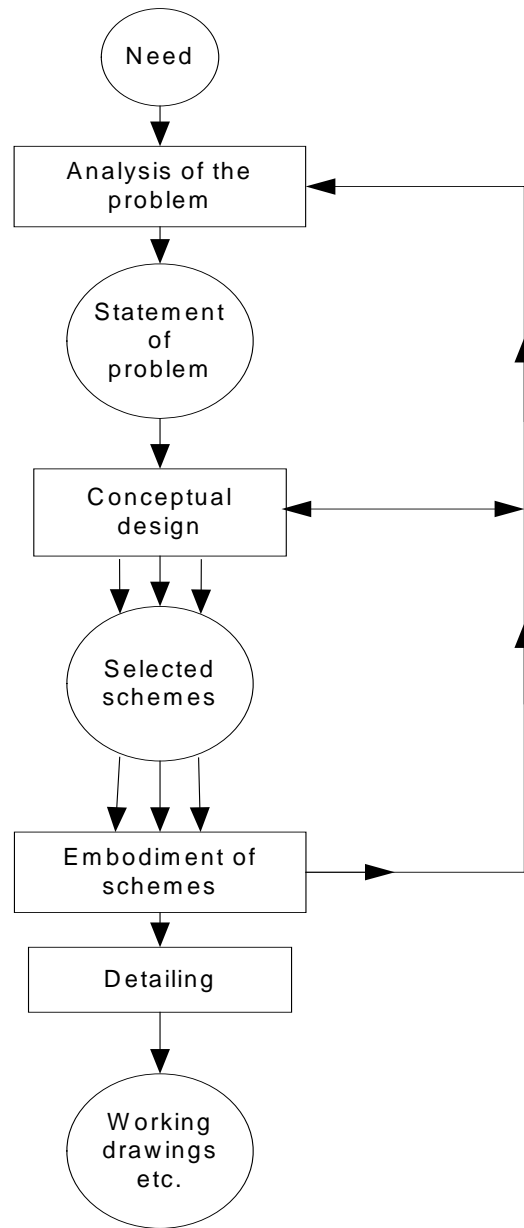 Need
Analysis of the
problem
Statement
of
problem
Conceptual
design
Selected
schemes
Embodiment of
schemes
Detailing
Working
drawings
etc.